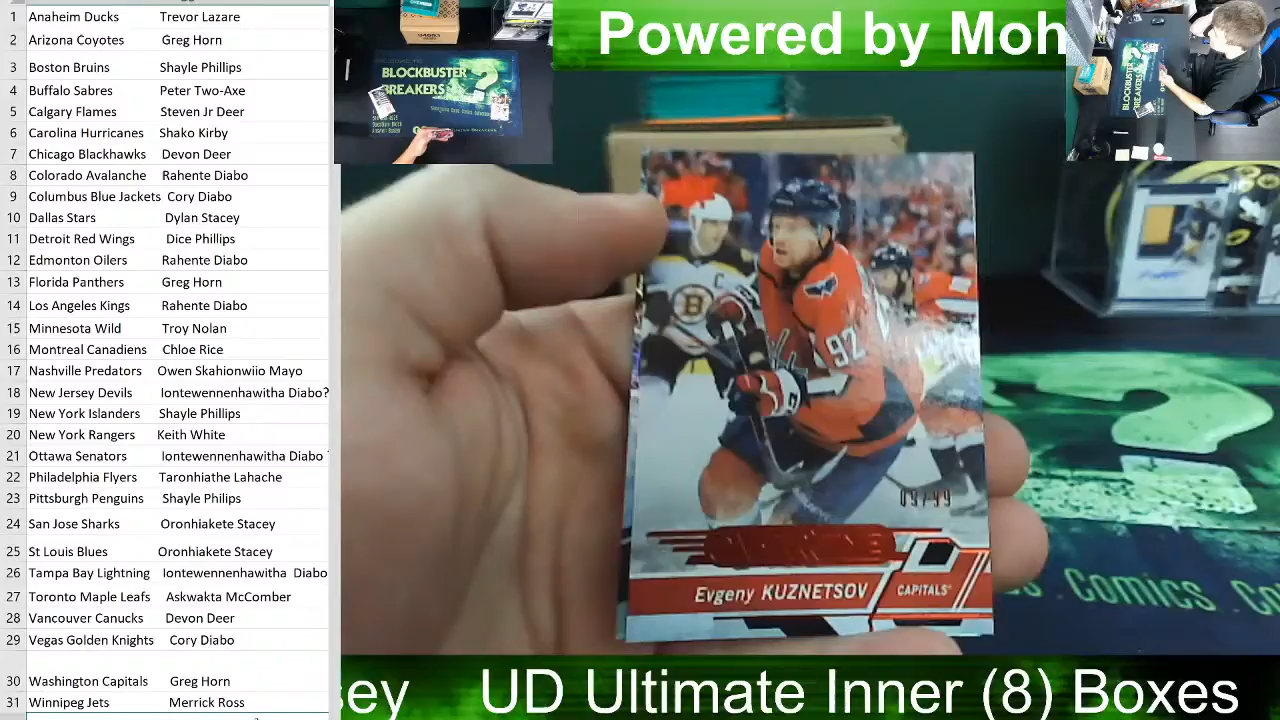 1 Anaheim Ducks Trevor Lazare
2 Arizona Coyotes Greg Horn
3 Boston Bruns Shayle Phillips
4 Buffalo Sabres Peter Two-Axe
5 Calgary Flames Steven Jr Deer
6 Carolina Hurricanes Shako Kirby
7 Chicago Blackhawks Devon Deer
8 Colorado Avalanche Rahente Diabo
9 Columbus Blue Jackets Cory Diabo
10 Dallas Stars Dylan Stacey
11 Detroit Red Wings Dice Phillips
12 Edmonton Oilers Rahente Diabo
13 Florida Panthers Greg Horn
14 Los Angeles Kings Rahente Diabo
15 Minnesota Wild Troy Nolan
16 Montreal Canadiens Chloe Rice
17 Nashville Predators Owen Skahionwiio Mayo
18 New Jersey Devils Iontewennenhawitha Diabo?
19 New York Islanders Shayle Phillips
20 New York Rangers Keith White
21 Ottawa Senators Iontewennenhawitha Diabo
22 Philadelphia Flyers Taronhiathe Lahache
23 Pittsburgh Penguins Shayle Philips
24 San Jose Sharks Oronhiakete Stacey
25 St Louis Blues Oronhiakete Stacey
26 Tampa Bay Lightning Iontewennenhawitha Diabo
27 Toronto Maple Leafs Askwanen McComber
28 Vancouver Canucks Devon Deer
29 Vegas Golden Knights Cory Diabo
30 Washington Capitals Greg Horn
31 Winnipeg Jets Merrick Ross
BLOCKBUSTER
BREAKERS
Powered by Moh
BLOCKBUSTER
BREAKERS
B
C
92
09/99
Evgeny KUZNETSOV
CAPITALS
?
Comics
Co
sey UD Ultimate Inner (8) Boxes